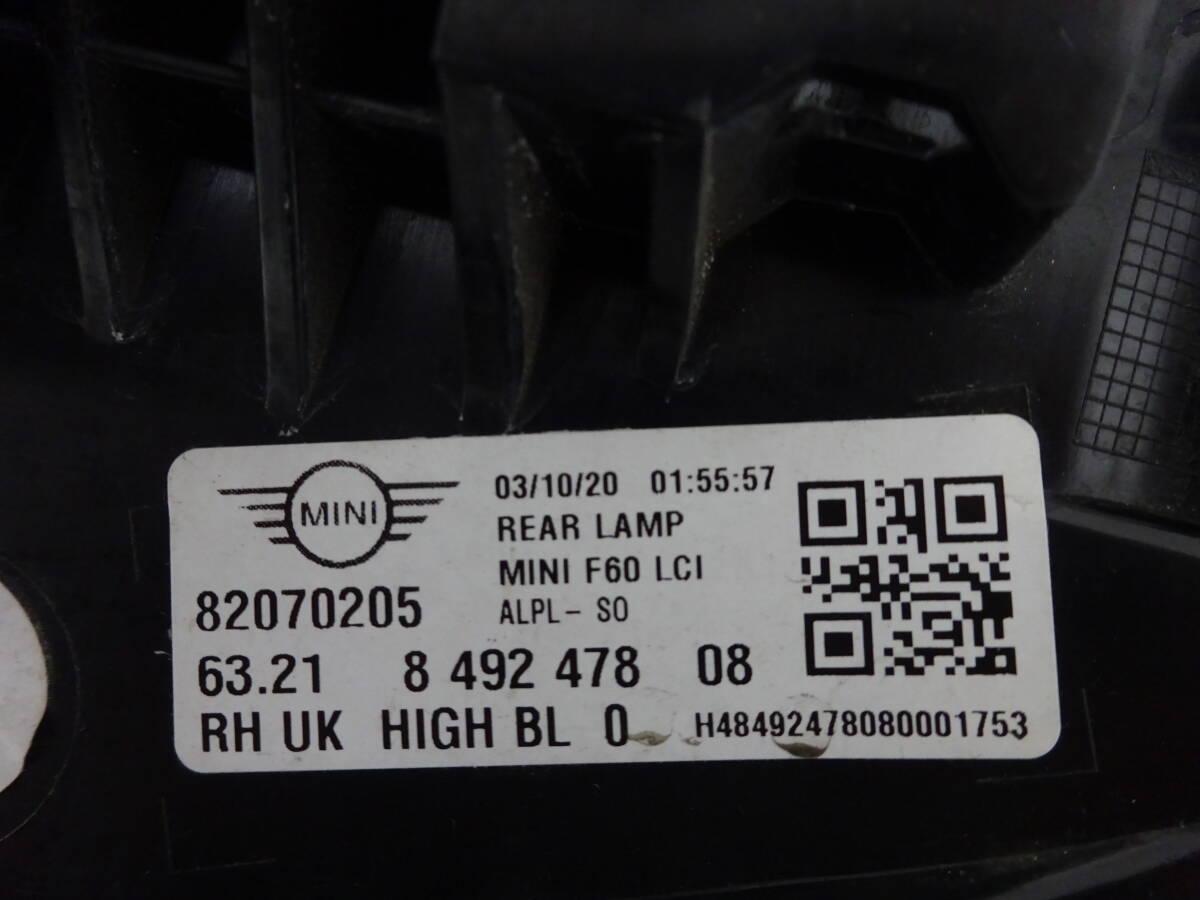 MINI
03/10/20 01:55:57
REAR LAMP
MINI F60 LCI
ALPL- SO
82070205
63.21 8 492 478 08
RH UK HIGH BL 0 H48492478080001753